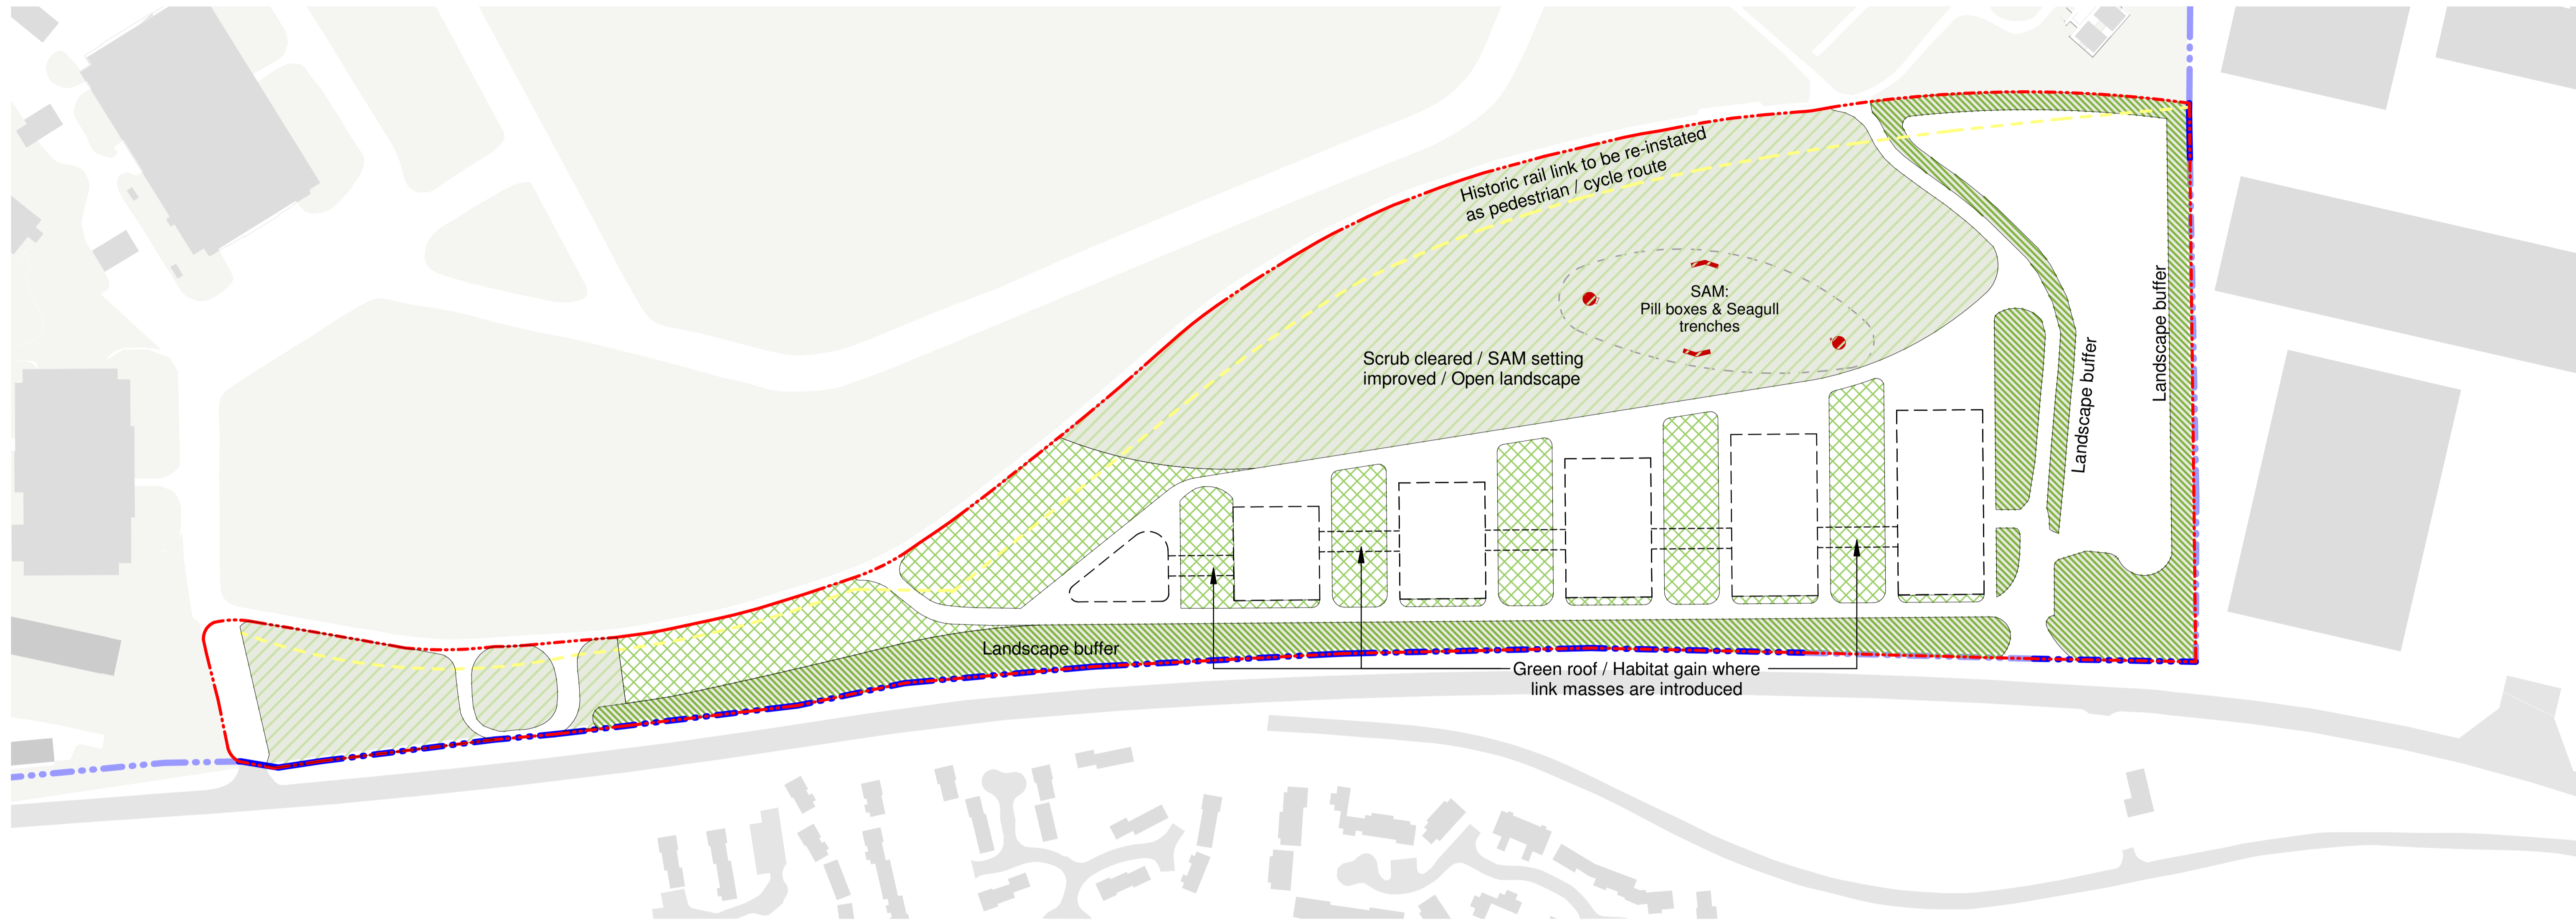 Historic rail link to be re-instated
as pedestrian / cycle route
SAM:
Pill boxes & Seagull
trenches
Scrub cleared / SAM setting
improved / Open landscape
Landscape buffer
Landscape buffer
Landscape buffer
Green roof / Habitat gain where
link masses are introduced